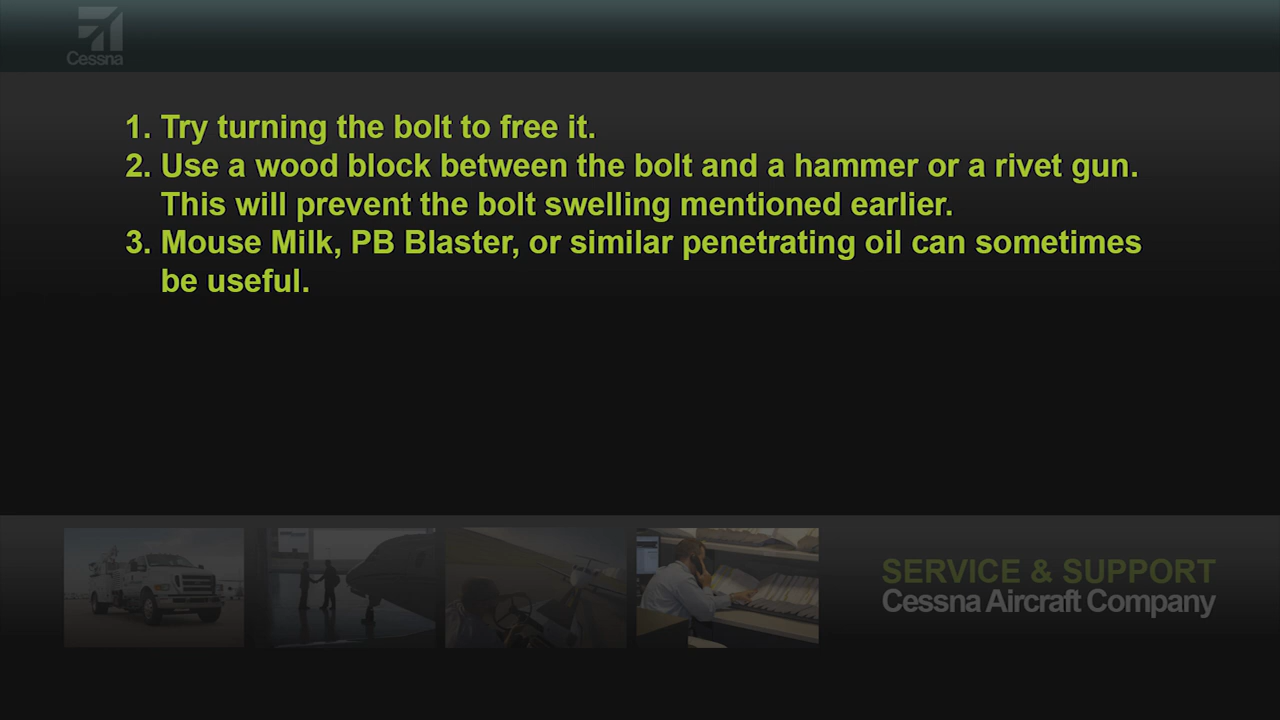 Cessna
1. Try turning the bolt to free it.
2. Use a wood block between the bolt and a hammer or a rivet gun.
This will prevent the bolt swelling mentioned earlier.
3. Mouse Milk, PB Blaster, or similar penetrating oil can sometimes
be useful.
SERVICE & SUPPORT
Cessna Aircraft Company